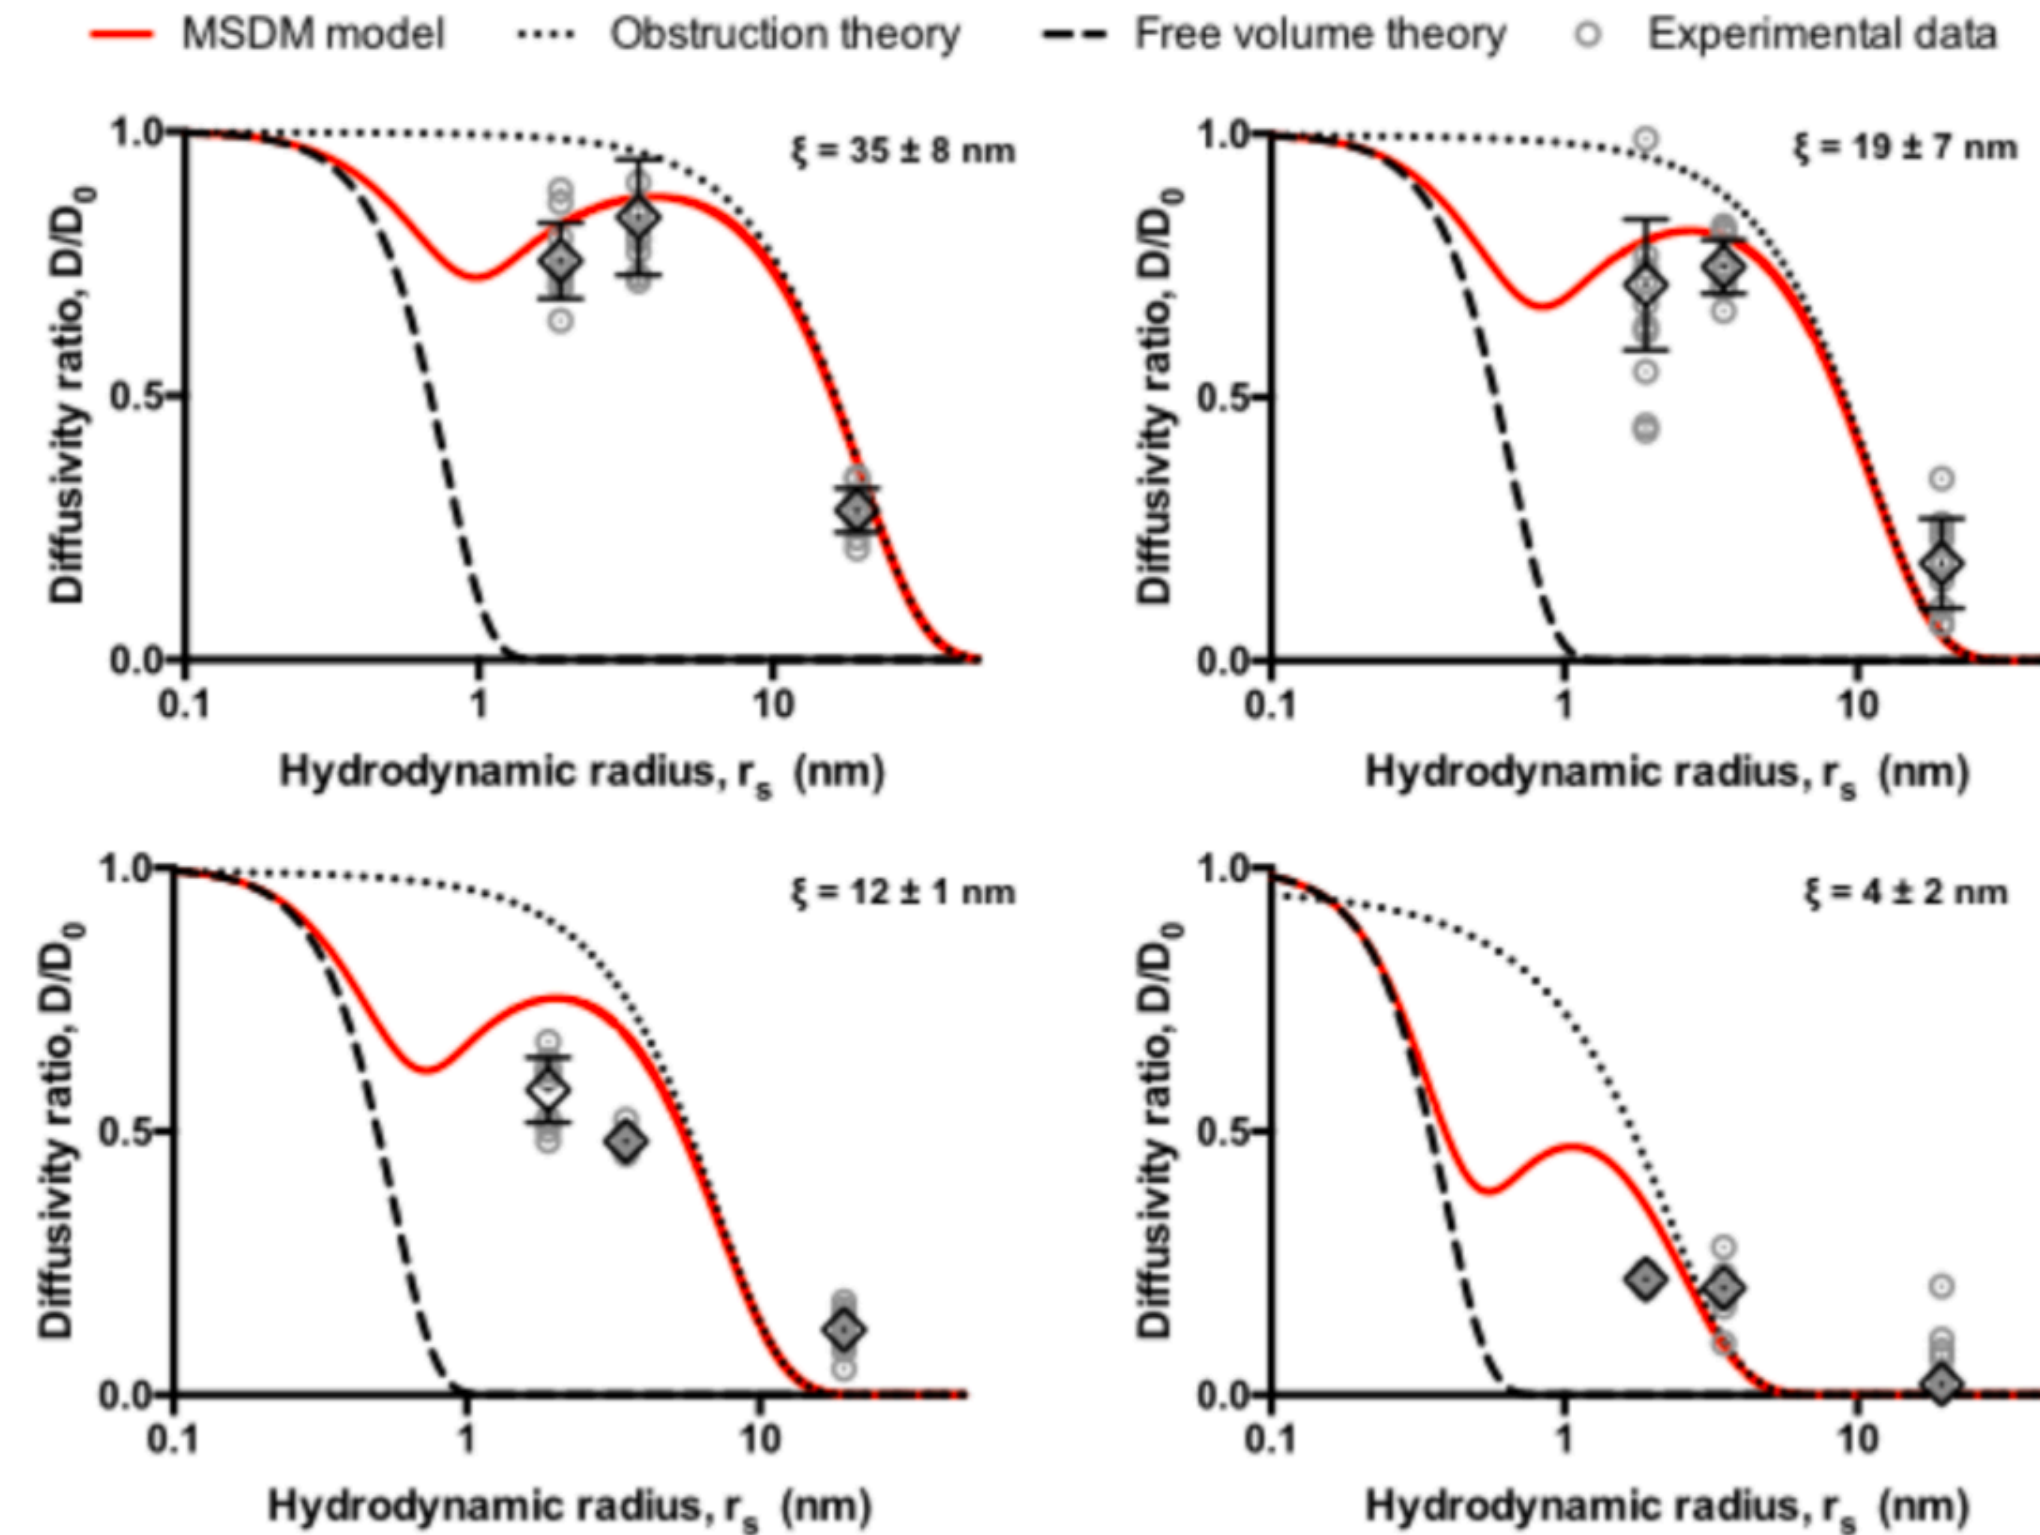 MSDM model Obstruction theory Free volume theory Experimental data
ξ = 35 ± 8 nm
Diffusivity ratio, D/D0
1.0
0.5
0.0
0.1 1 10
Hydrodynamic radius, rs (nm)
ξ = 19 ± 7 nm
Diffusivity ratio, D/D0
1.0
0.5
0.0
0.1 1 10
Hydrodynamic radius, rs (nm)
ξ = 12 ± 1 nm
Diffusivity ratio, D/D0
1.0
0.5
0.0
0.1 1 10
Hydrodynamic radius, rs (nm)
ξ = 4 ± 2 nm
Diffusivity ratio, D/D0
1.0
0.5
0.0
0.1 1 10
Hydrodynamic radius, rs (nm)